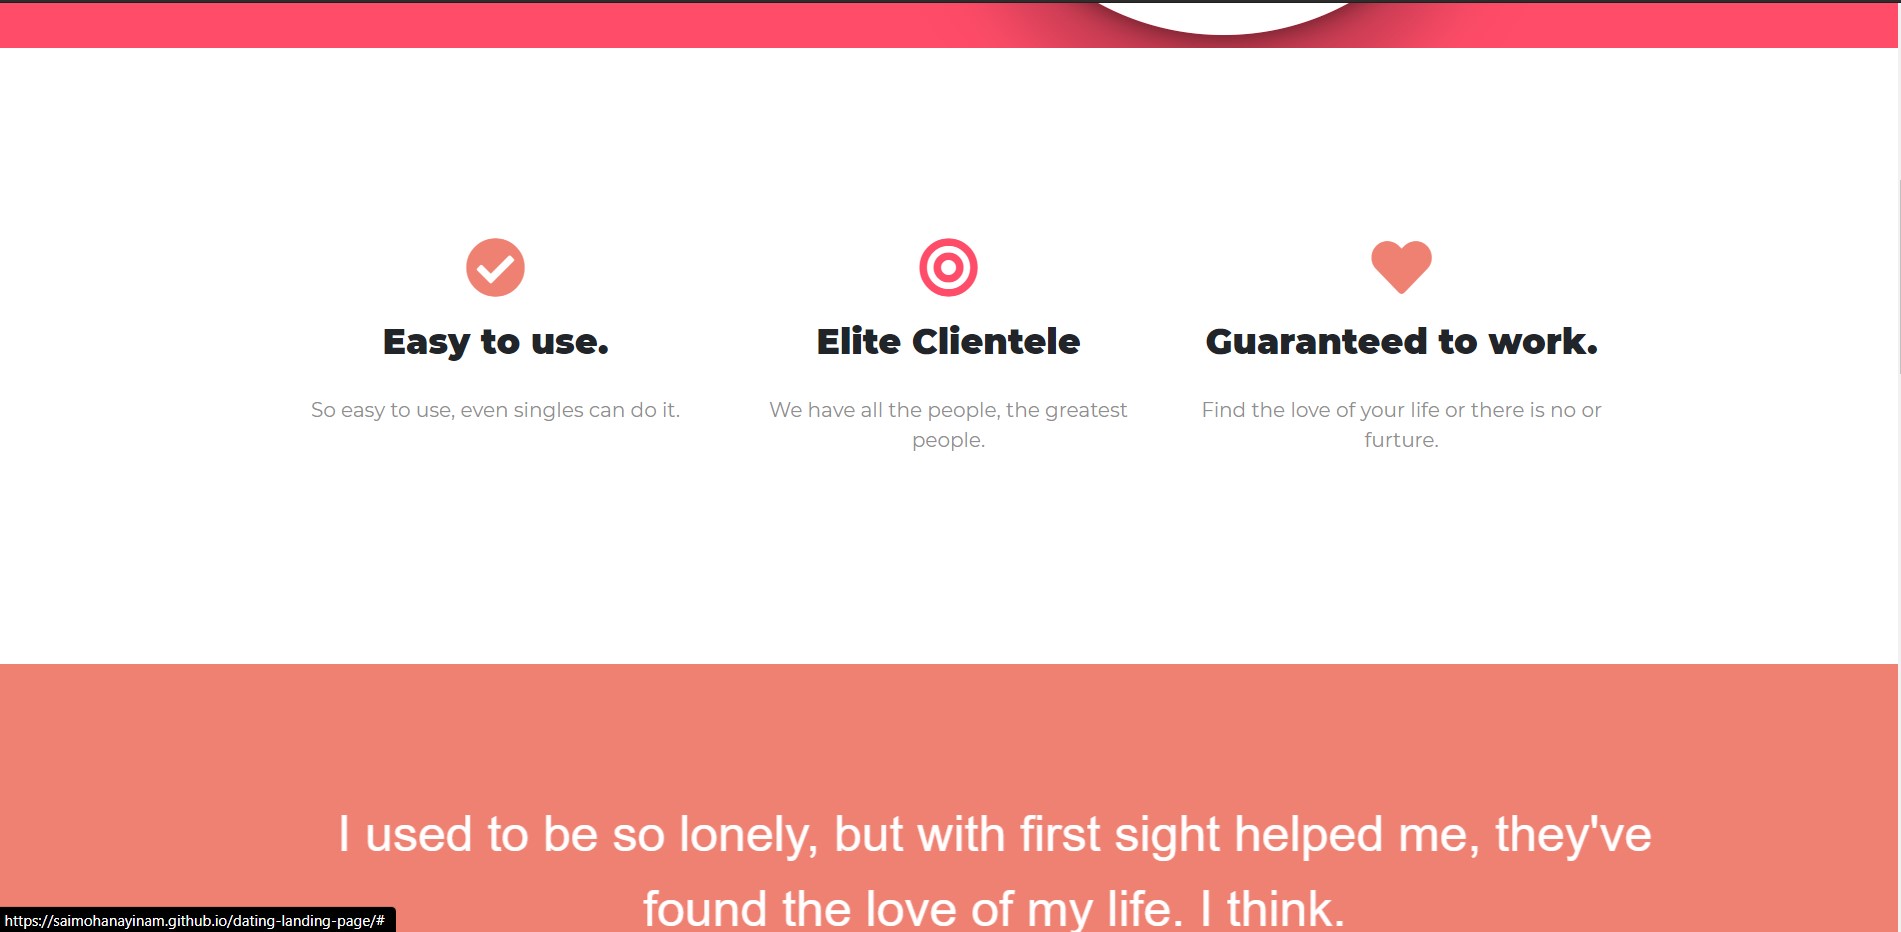 Easy to use.
Elite Clientele
Guaranteed to work.
So easy to use, even singles can do it.
We have all the people, the greatest
people.
Find the love of your life or there is no or
furture.
I used to be so lonely, but with first sight helped me, they've
found the love of my life. I think.
https://saimohanayinam.github.io/dating-landing-page/#